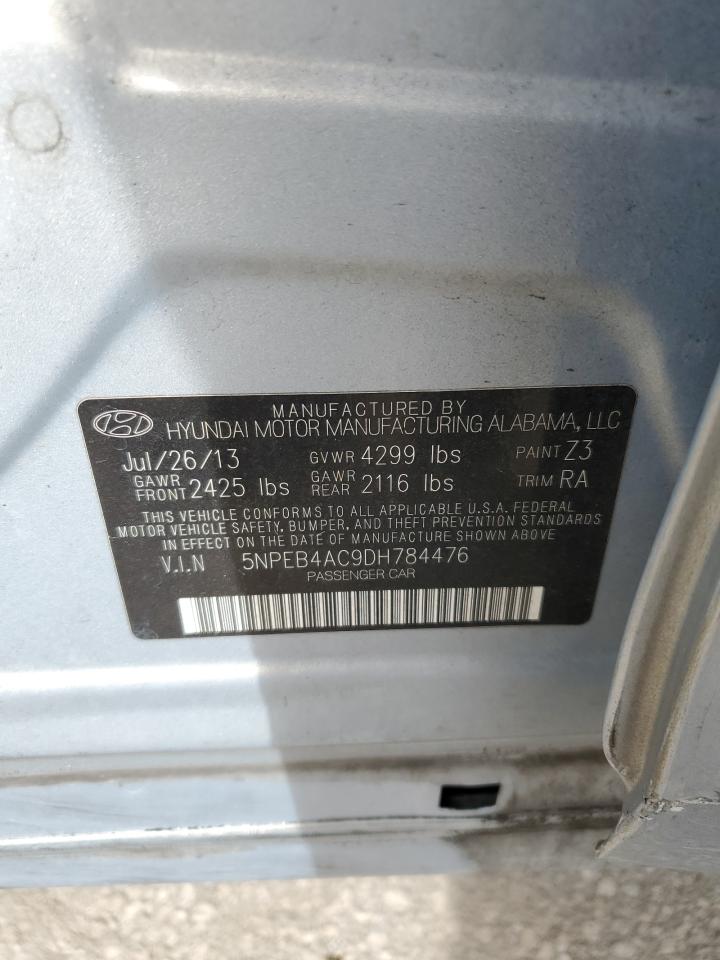 MANUFACTURED BY
HYUNDAI MOTOR MANUFACTURING ALABAMA, LLC
Jul/26/13 GVWR 4299 lbs PAINT Z3
GAWR FRONT 2425 lbs GAWR REAR 2116 lbs TRIM RA
THIS VEHICLE CONFORMS TO ALL APPLICABLE U.S.A. FEDERAL
MOTOR VEHICLE SAFETY, BUMPER, AND THEFT PREVENTION STANDARDS
IN EFFECT ON THE DATE OF MANUFACTURE SHOWN ABOVE
V.I.N 5NPEB4AC9DH784476
PASSENGER CAR